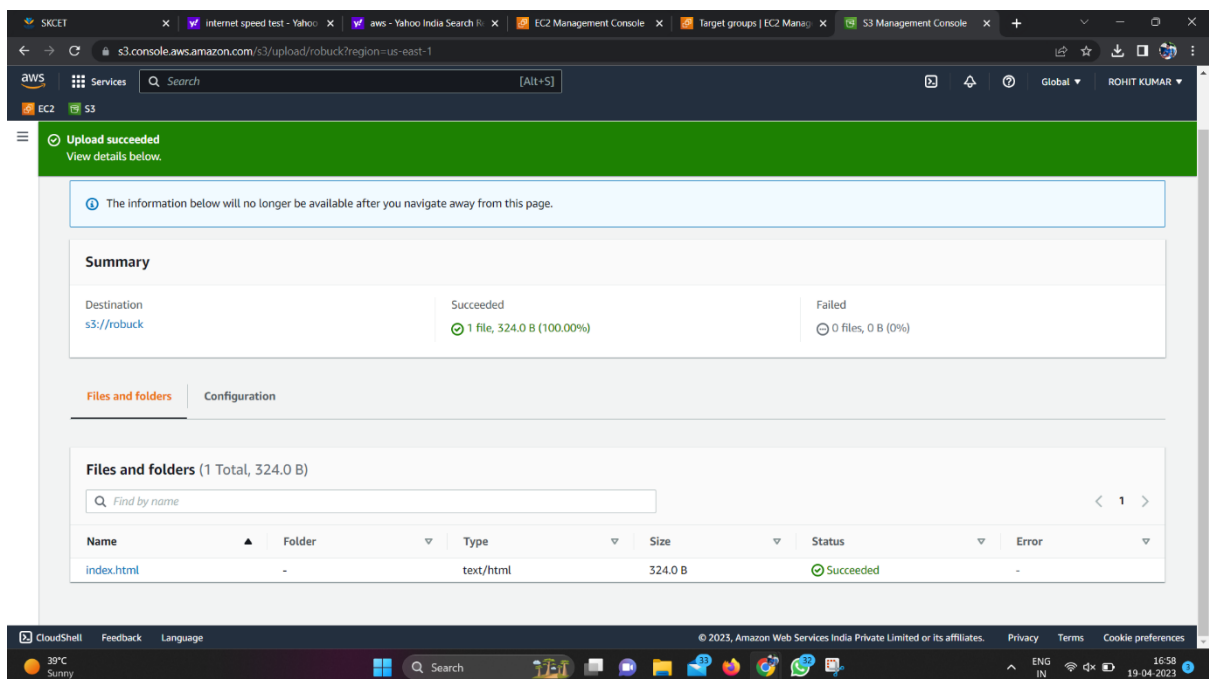 SKCET
internet speed test - Yahoo
aws - Yahoo India Search Re
EC2 Management Console
Target groups | EC2 Manag
S3 Management Console
s3.console.aws.amazon.com/s3/upload/robuck?region=us-east-1
aws
Services
Search
[Alt+S]
Global
ROHIT KUMAR
EC2
S3
Upload succeeded
View details below.
The information below will no longer be available after you navigate away from this page.
Summary
Destination
s3://robuck
Succeeded
1 file, 324.0 B (100.00%)
Failed
0 files, 0 B (0%)
Files and folders
Configuration
Files and folders (1 Total, 324.0 B)
Find by name
1
Name Folder Type Size Status Error
index.html - text/html 324.0 B Succeeded -
CloudShell Feedback Language
© 2023, Amazon Web Services India Private Limited or its affiliates. Privacy Terms Cookie preferences
39°C
Sunny
Search
33
32
ENG
IN
16:58
19-04-2023
3